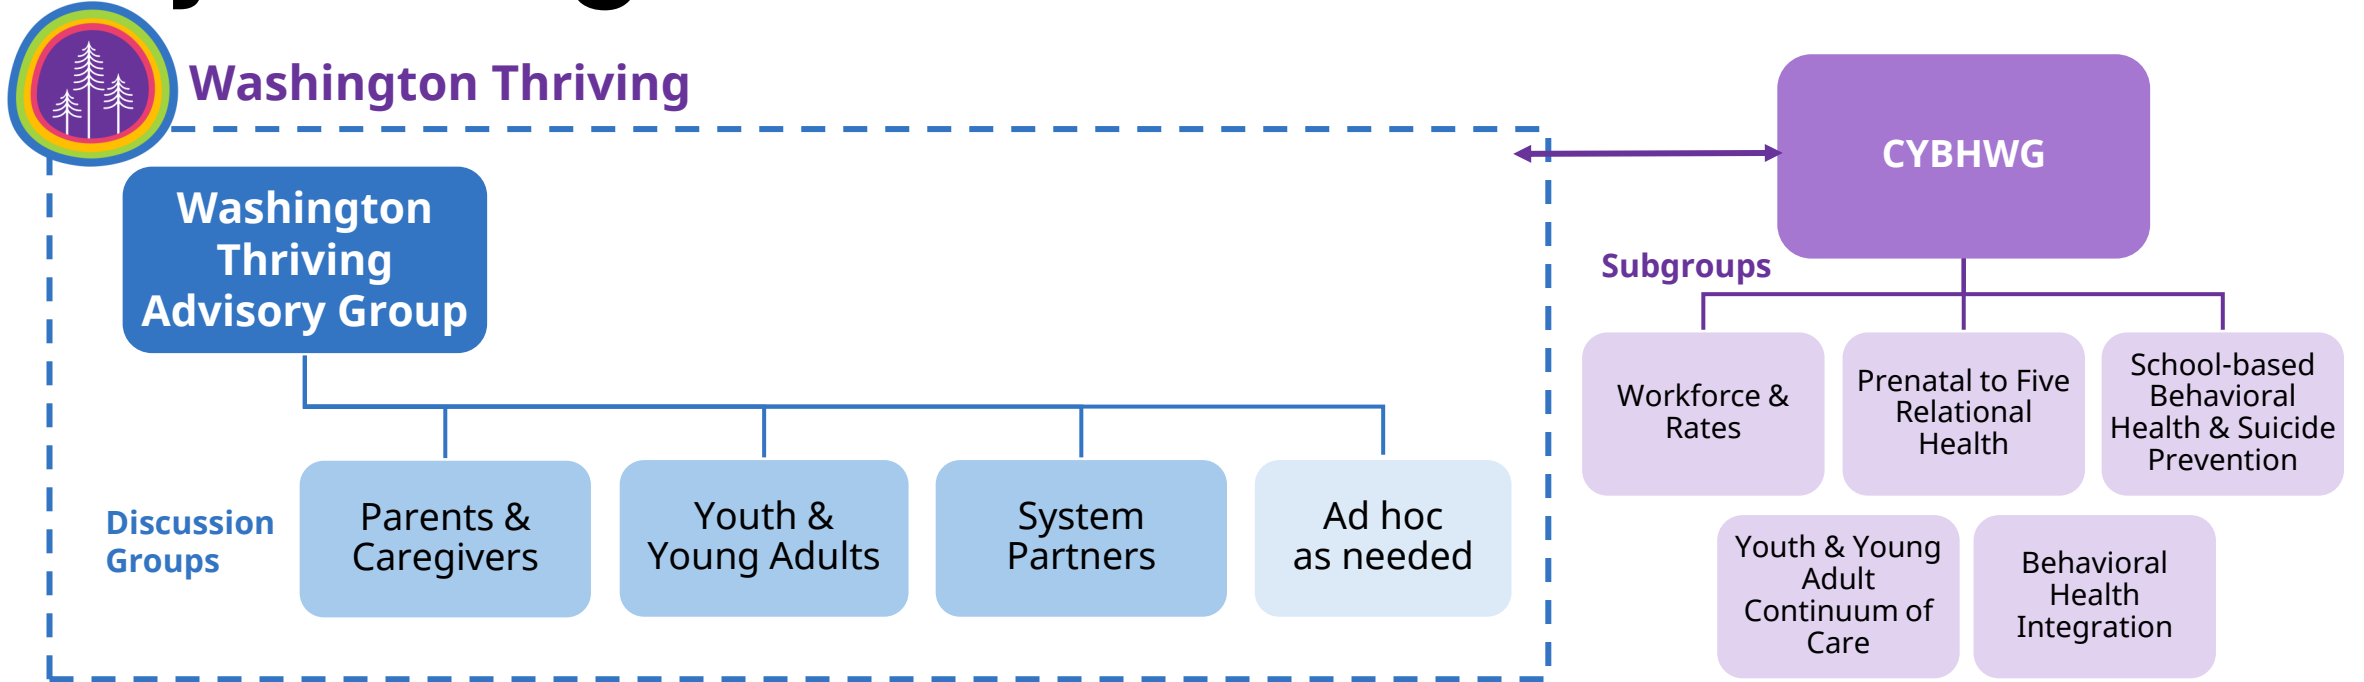 Washington Thriving
Washington
Thriving
Advisory Group
Discussion
Groups
Parents &
Caregivers
Youth &
Young Adults
System
Partners
Ad hoc
as needed
CYBHWG
Subgroups
Workforce &
Rates
Prenatal to Five
Relational
Health
School-based
Behavioral
Health & Suicide
Prevention
Youth & Young
Adult
Continuum of
Care
Behavioral
Health
Integration